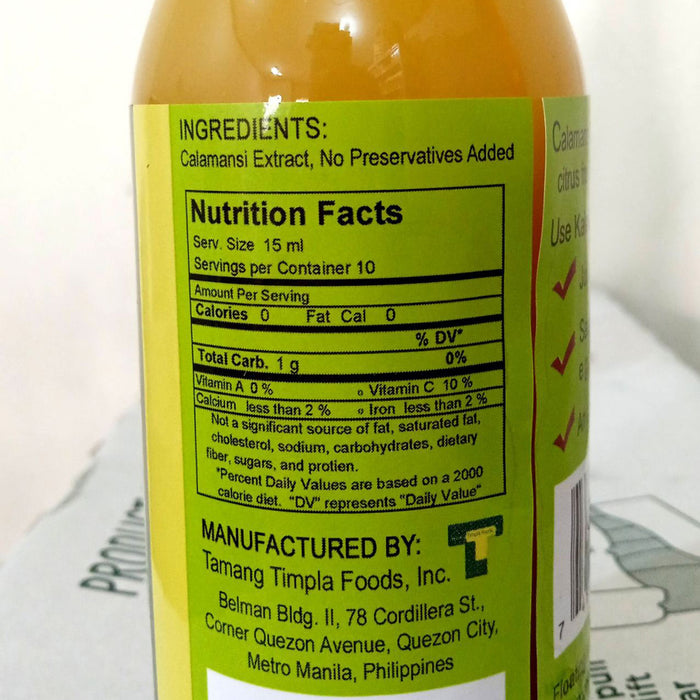 INGREDIENTS:
Calamansi Extract, No Preservatives Added
Nutrition Facts
Serv. Size 15 ml
Servings per Container 10
Amount Per Serving
Calories 0 Fat Cal 0
% DV*
Total Carb. 1 g 0%
Vitamin A 0 % o Vitamin C 10 %
Calcium less than 2 % o Iron less than 2 %
Not a significant source of fat, saturated fat,
cholesterol, sodium, carbohydrates, dietary
fiber, sugars, and protien.
*Percent Daily Values are based on a 2000
calorie diet. "DV" represents "Daily Value"
MANUFACTURED BY:
Tamang Timpla Foods, Inc.
Timpla Foods
Belman Bldg. II, 78 Cordillera St.,
Corner Quezon Avenue, Quezon City,
Metro Manila, Philippines
citrus
Use
7